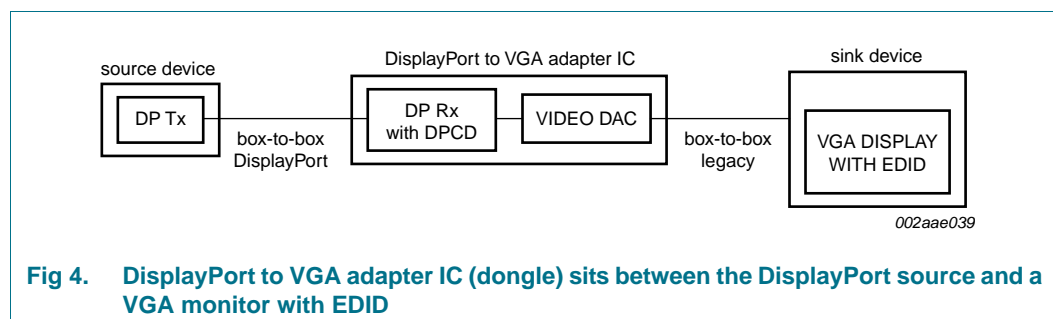 source device
DP Tx
box-to-box
DisplayPort
DisplayPort to VGA adapter IC
DP Rx
with DPCD
VIDEO DAC
box-to-box
legacy
sink device
VGA DISPLAY
WITH EDID
002aae039
Fig 4. DisplayPort to VGA adapter IC (dongle) sits between the DisplayPort source and a
VGA monitor with EDID